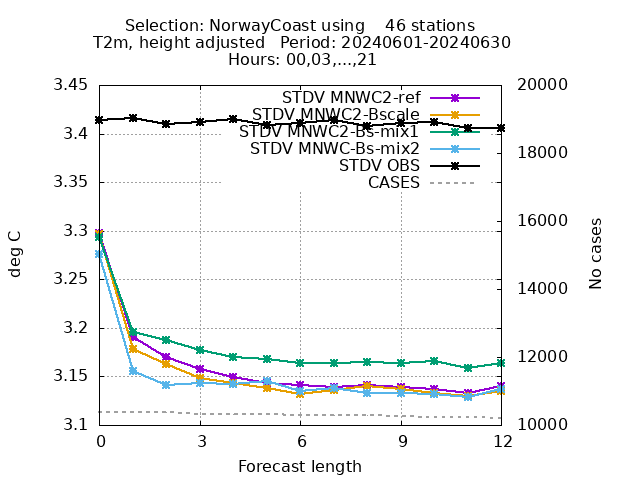 Selection: NorwayCoast using    46 stations
T2m, height adjusted   Period: 20240601-20240630
Hours: 00,03,...,21
3.45
3.4
3.35
3.3
3.25
3.2
3.15
3.1
deg C
STDV MNWC2-ref
STDV MNWC2-Bscale
STDV MNWC2-Bs-mix1
STDV MNWC-Bs-mix2
STDV OBS
CASES
20000
18000
16000
14000
12000
10000
No cases
0 3 6 9 12
Forecast length